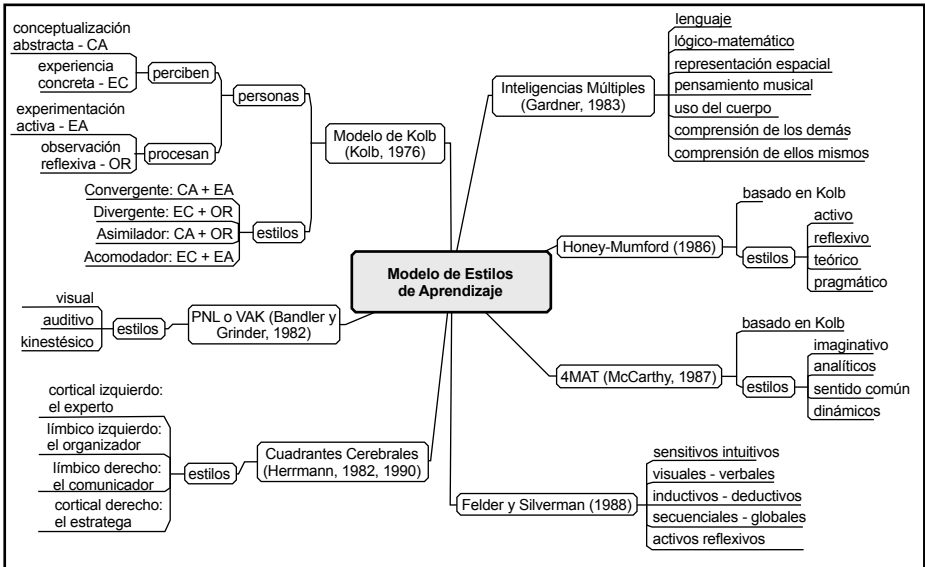 Modelo de Estilos
de Aprendizaje
Modelo de Kolb
(Kolb, 1976)
personas
perciben
conceptualización
abstracta - CA
experiencia
concreta - EC
procesan
experimentación
activa - EA
observación
reflexiva - OR
estilos
Convergente: CA + EA
Divergente: EC + OR
Asimilador: CA + OR
Acomodador: EC + EA
PNL o VAK (Bandler y
Grinder, 1982)
estilos
visual
auditivo
kinestésico
Cuadrantes Cerebrales
(Herrmann, 1982, 1990)
estilos
cortical izquierdo:
el experto
límbico izquierdo:
el organizador
límbico derecho:
el comunicador
cortical derecho:
el estratega
Inteligencias Múltiples
(Gardner, 1983)
lenguaje
lógico-matemático
representación espacial
pensamiento musical
uso del cuerpo
comprensión de los demás
comprensión de ellos mismos
Honey-Mumford (1986)
basado en Kolb
estilos
activo
reflexivo
teórico
pragmático
4MAT (McCarthy, 1987)
basado en Kolb
estilos
imaginativo
analíticos
sentido común
dinámicos
Felder y Silverman (1988)
sensitivos intuitivos
visuales - verbales
inductivos - deductivos
secuenciales - globales
activos reflexivos